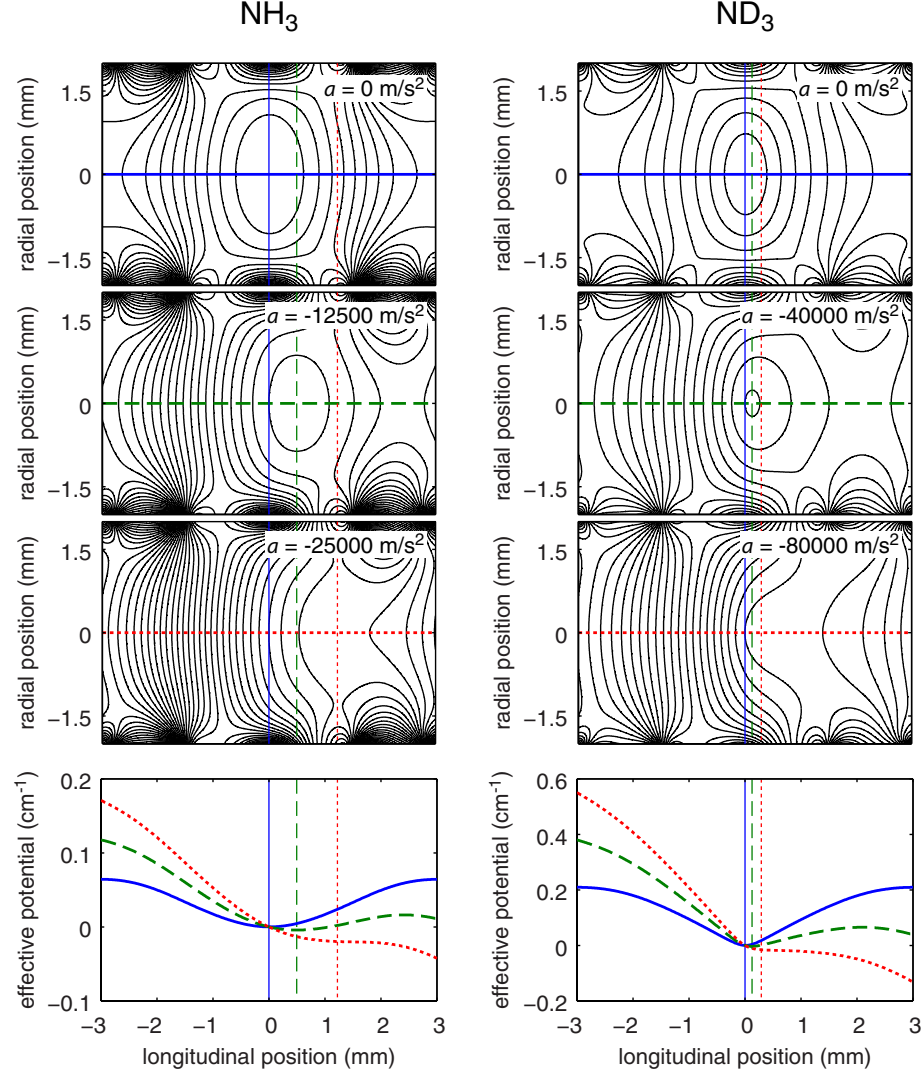 NH₃ ND₃
a = 0 m/s² a = 0 m/s²
radial position (mm) 1.5 0 −1.5 radial position (mm) 1.5 0 −1.5
a = -12500 m/s² a = -40000 m/s²
radial position (mm) 1.5 0 −1.5 radial position (mm) 1.5 0 −1.5
a = -25000 m/s² a = -80000 m/s²
radial position (mm) 1.5 0 −1.5 radial position (mm) 1.5 0 −1.5
effective potential (cm⁻¹) 0.2 0.1 0 −0.1 effective potential (cm⁻¹) 0.6 0.4 0.2 0 −0.2
−3 −2 −1 0 1 2 3 −3 −2 −1 0 1 2 3
longitudinal position (mm) longitudinal position (mm)